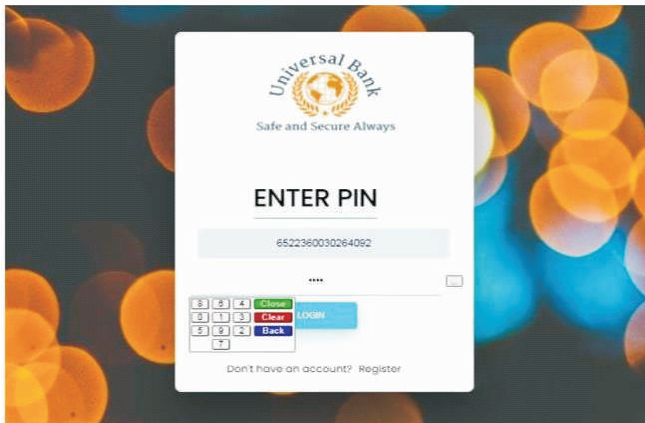 Universal Bank
Safe and Secure Always
ENTER PIN
6522360030264092
••••
...
8 6 4 Close
0 1 3 Clear
5 9 2 Back
7
LOGIN
Don't have an account? Register